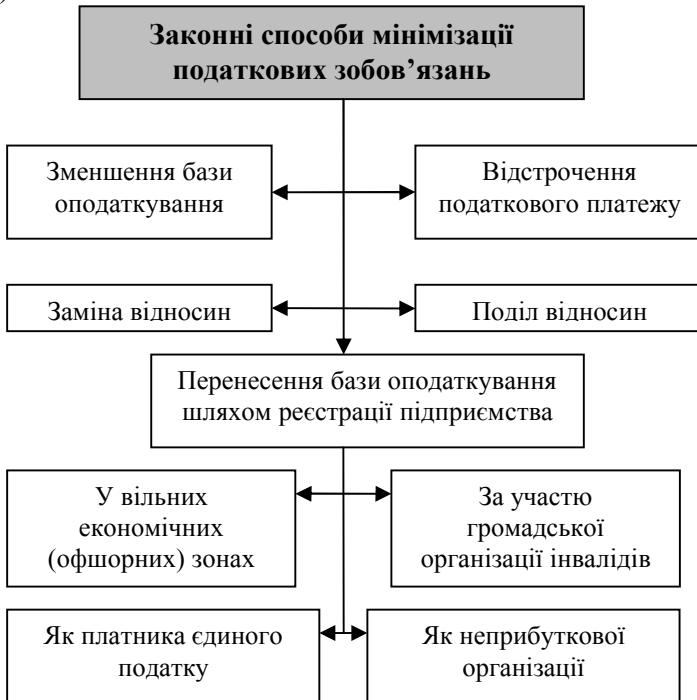 )
Законні способи мінімізації
податкових зобов’язань
Зменшення бази
оподаткування
Відстрочення
податкового платежу
Заміна відносин
Поділ відносин
Перенесення бази оподаткування
шляхом реєстрації підприємства
У вільних
економічних
(офшорних) зонах
За участю
громадської
організації інвалідів
Як платника єдиного
податку
Як неприбуткової
організації